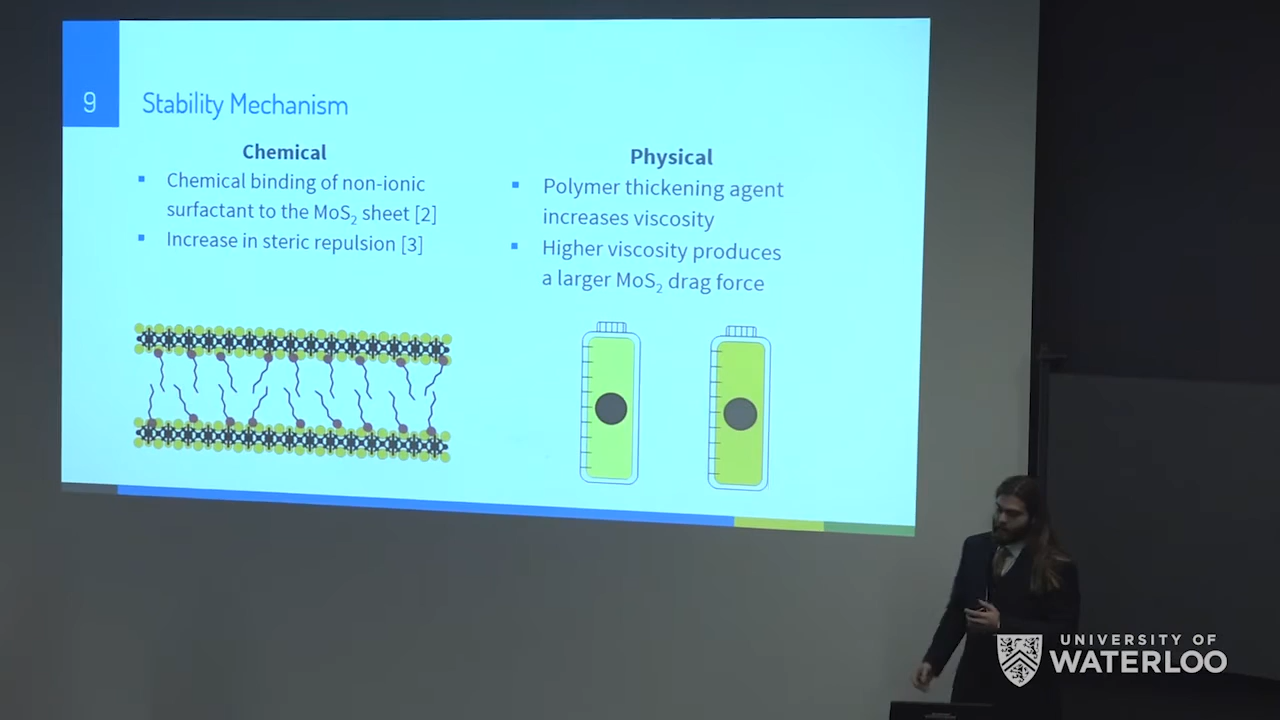 9
Stability Mechanism
Chemical
▪ Chemical binding of non-ionic
surfactant to the MoS₂ sheet [2]
▪ Increase in steric repulsion [3]
Physical
▪ Polymer thickening agent
increases viscosity
▪ Higher viscosity produces
a larger MoS₂ drag force
UNIVERSITY OF
WATERLOO